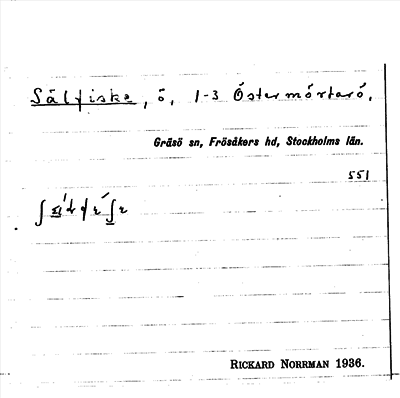 Sälfiske, ö, 1-3 Östermörtarö,
Gräsö sn, Frösåkers hd, Stockholms län.
551
RICKARD NORRMAN 1936.